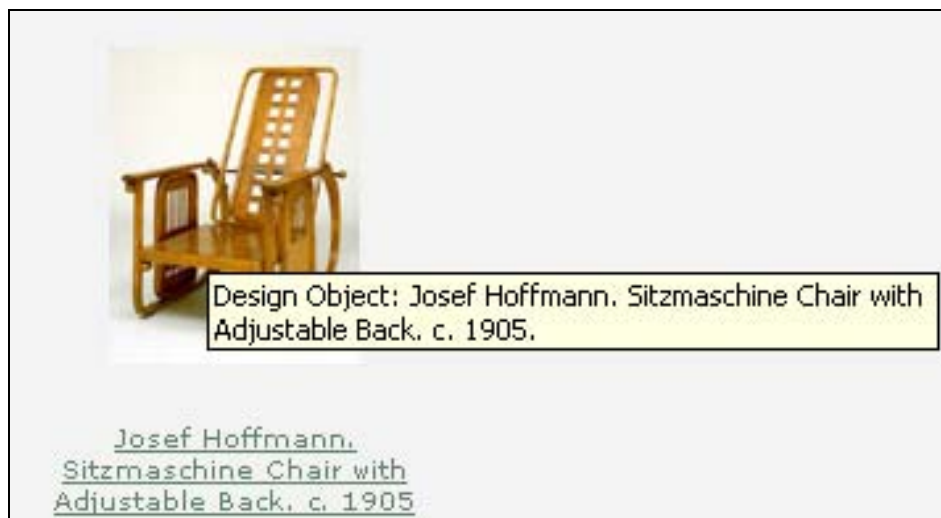 Design Object: Josef Hoffmann. Sitzmaschine Chair with
Adjustable Back. c. 1905.
Josef Hoffmann.
Sitzmaschine Chair with
Adjustable Back. c. 1905